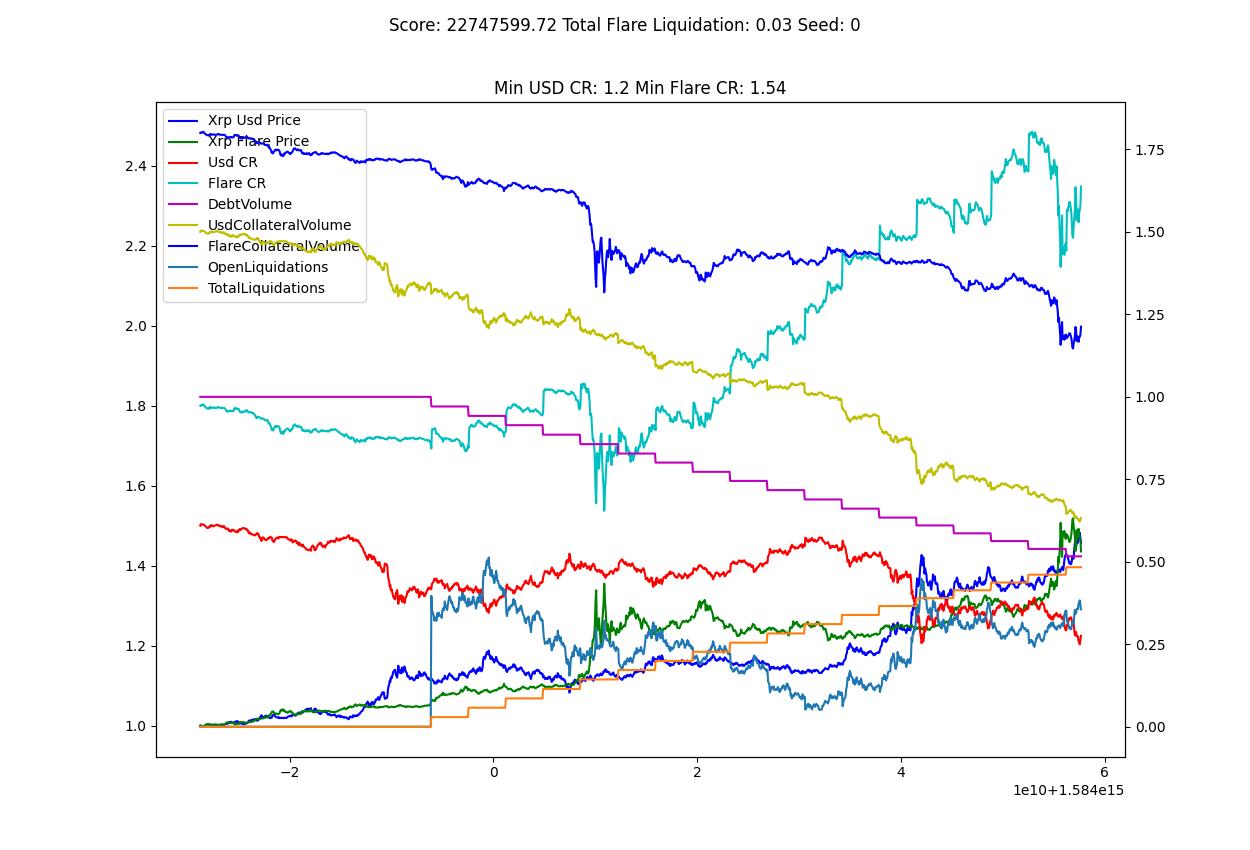 Score: 22747599.72 Total Flare Liquidation: 0.03 Seed: 0
Min USD CR: 1.2 Min Flare CR: 1.54
Xrp Usd Price
Xrp Flare Price
Usd CR
Flare CR
DebtVolume
UsdCollateralVolume
FlareCollateralVolume
OpenLiquidations
TotalLiquidations
2.4
2.2
2.0
1.8
1.6
1.4
1.2
1.0
1.75
1.50
1.25
1.00
0.75
0.50
0.25
0.00
−2
0
2
4
6
1e10+1.584e15